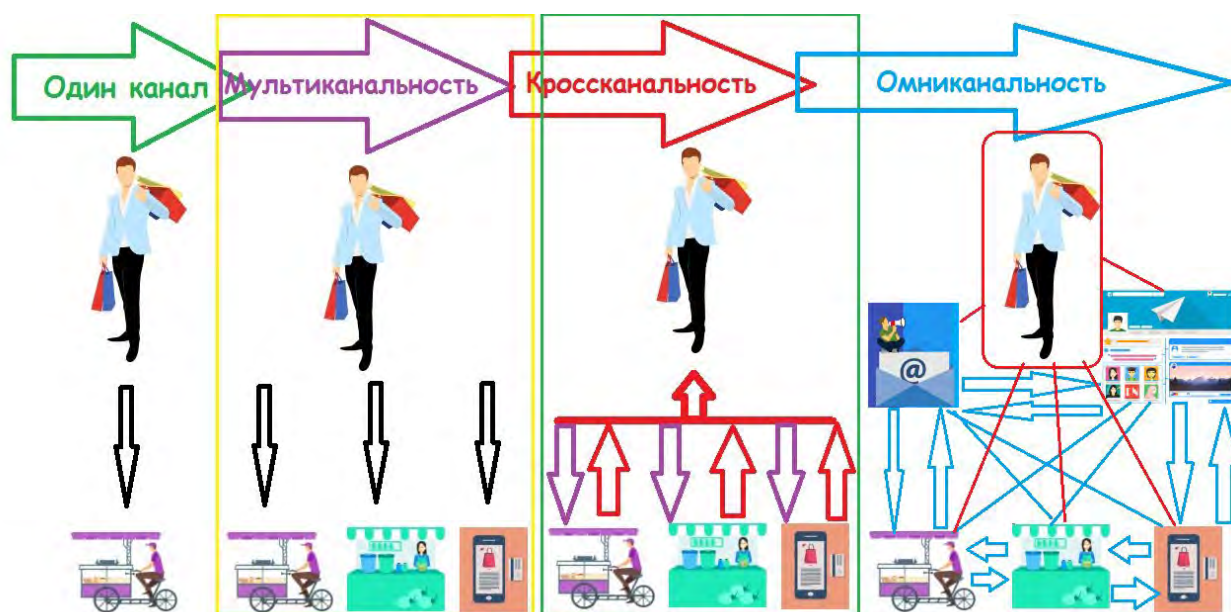 Один канал
Мультиканальность
Кроссканальность
Омниканальность
@